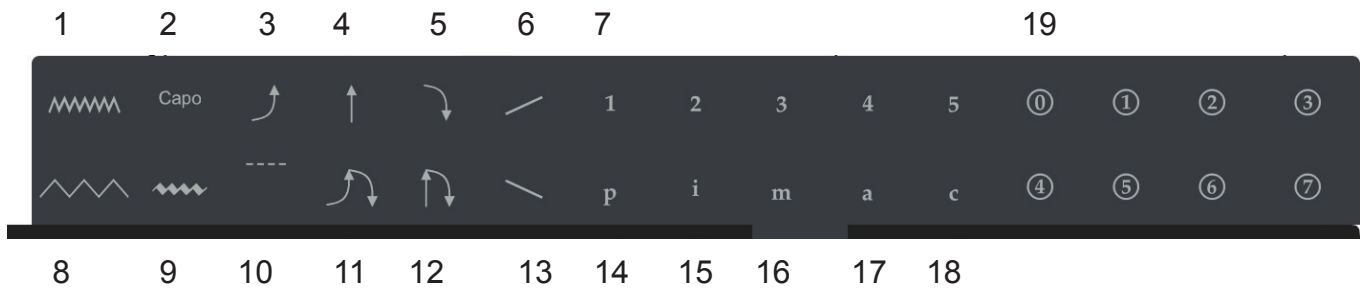 1 2 3 4 5 6 7 19
Capo 1 2 3 4 5 ⓪ ① ② ③
p i m a c ④ ⑤ ⑥ ⑦
8 9 10 11 12 13 14 15 16 17 18